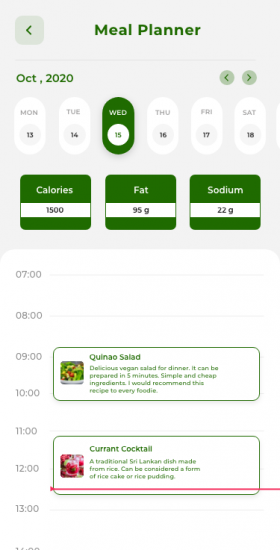 Meal Planner
Oct , 2020
MON TUE WED THU FRI SAT
13 14 15 16 17 18
Calories Fat Sodium
1500 95 g 22 g
07:00
08:00
09:00
Quinao Salad
Delicious vegan salad for dinner. It can be
prepared in 5 minutes. Simple and cheap
ingredients. I would recommend this
recipe to every foodie.
10:00
11:00
Currant Cocktail
A traditional Sri Lankan dish made
from rice. Can be considered a form
of rice cake or rice pudding.
12:00
13:00
14:00